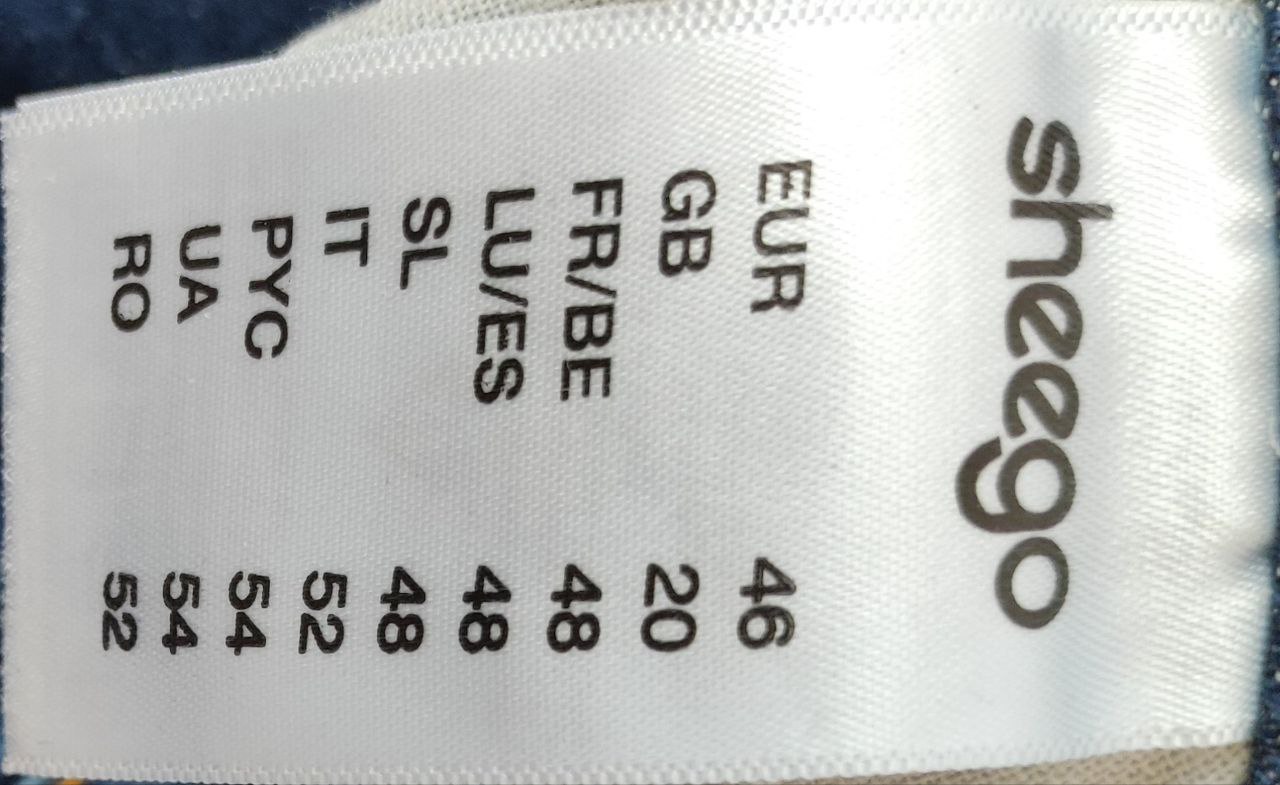 sheego
EUR 46
GB 20
FR/BE 48
LU/ES 48
SL 48
IT 52
РУС 54
UA 54
RO 52